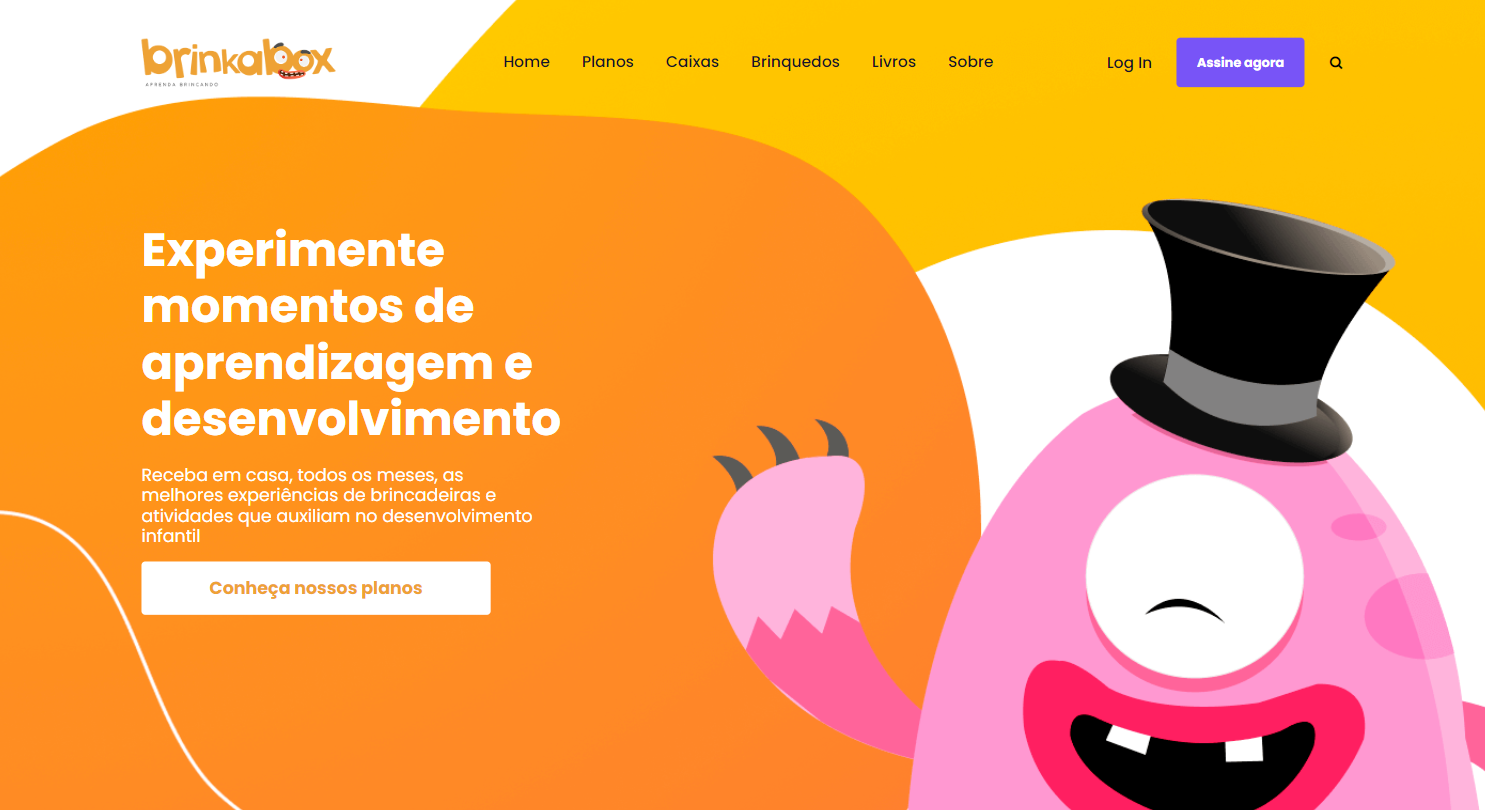 brinkabox
APRENDA BRINCANDO
Home Planos Caixas Brinquedos Livros Sobre Log In Assine agora
Experimente
momentos de
aprendizagem e
desenvolvimento
Receba em casa, todos os meses, as
melhores experiências de brincadeiras e
atividades que auxiliam no desenvolvimento
infantil
Conheça nossos planos